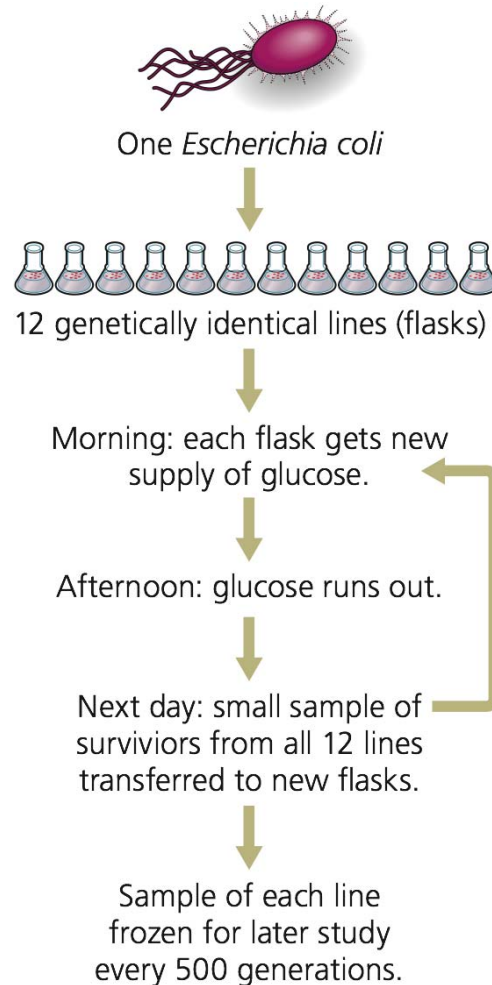 One Escherichia coli
12 genetically identical lines (flasks)
Morning: each flask gets new
supply of glucose.
Afternoon: glucose runs out.
Next day: small sample of
surviviors from all 12 lines
transferred to new flasks.
Sample of each line
frozen for later study
every 500 generations.